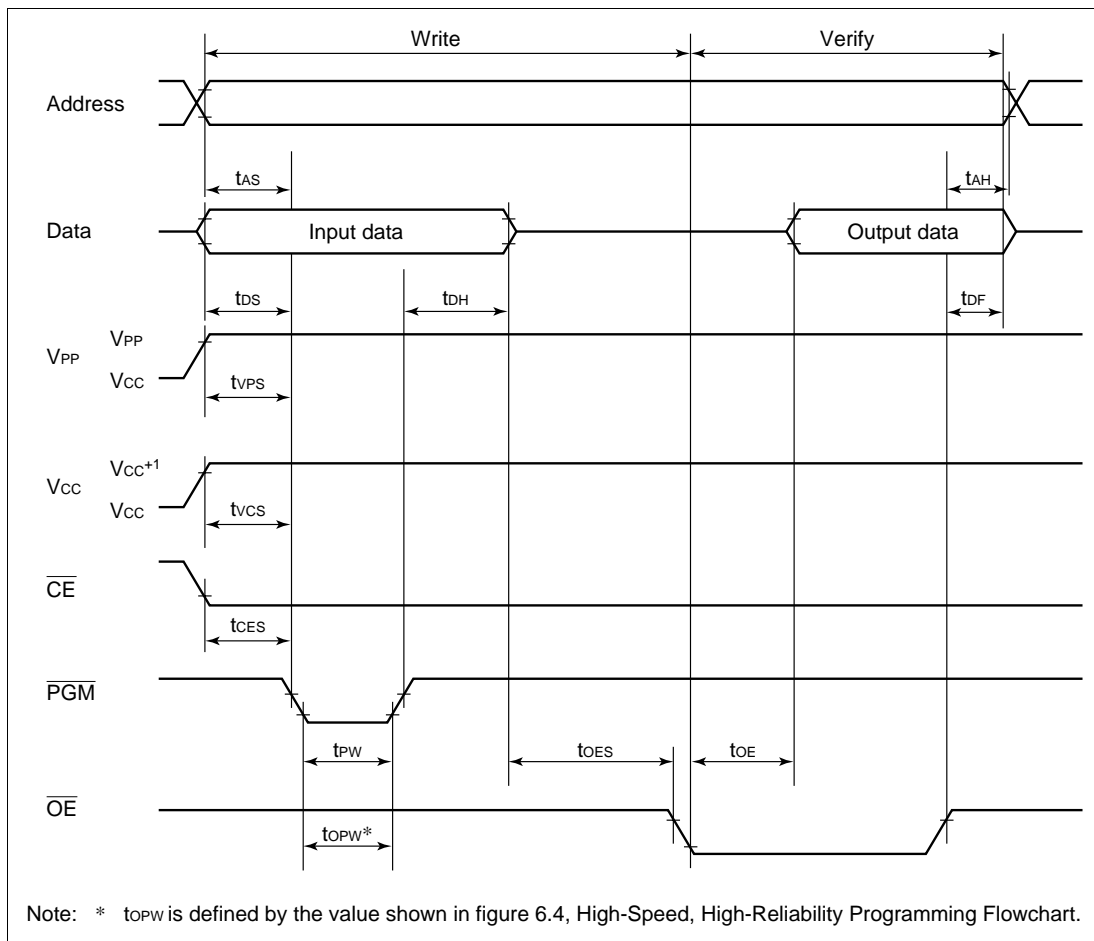 Write Verify
Address
tAS tAH
Data Input data Output data
tDS tDH tDF
VPP VPP
VCC
tVPS
VCC VCC+1
VCC
tVCS
CE
tCES
PGM
tPW tOES tOE
OE
tOPW*
Note: * tOPW is defined by the value shown in figure 6.4, High-Speed, High-Reliability Programming Flowchart.